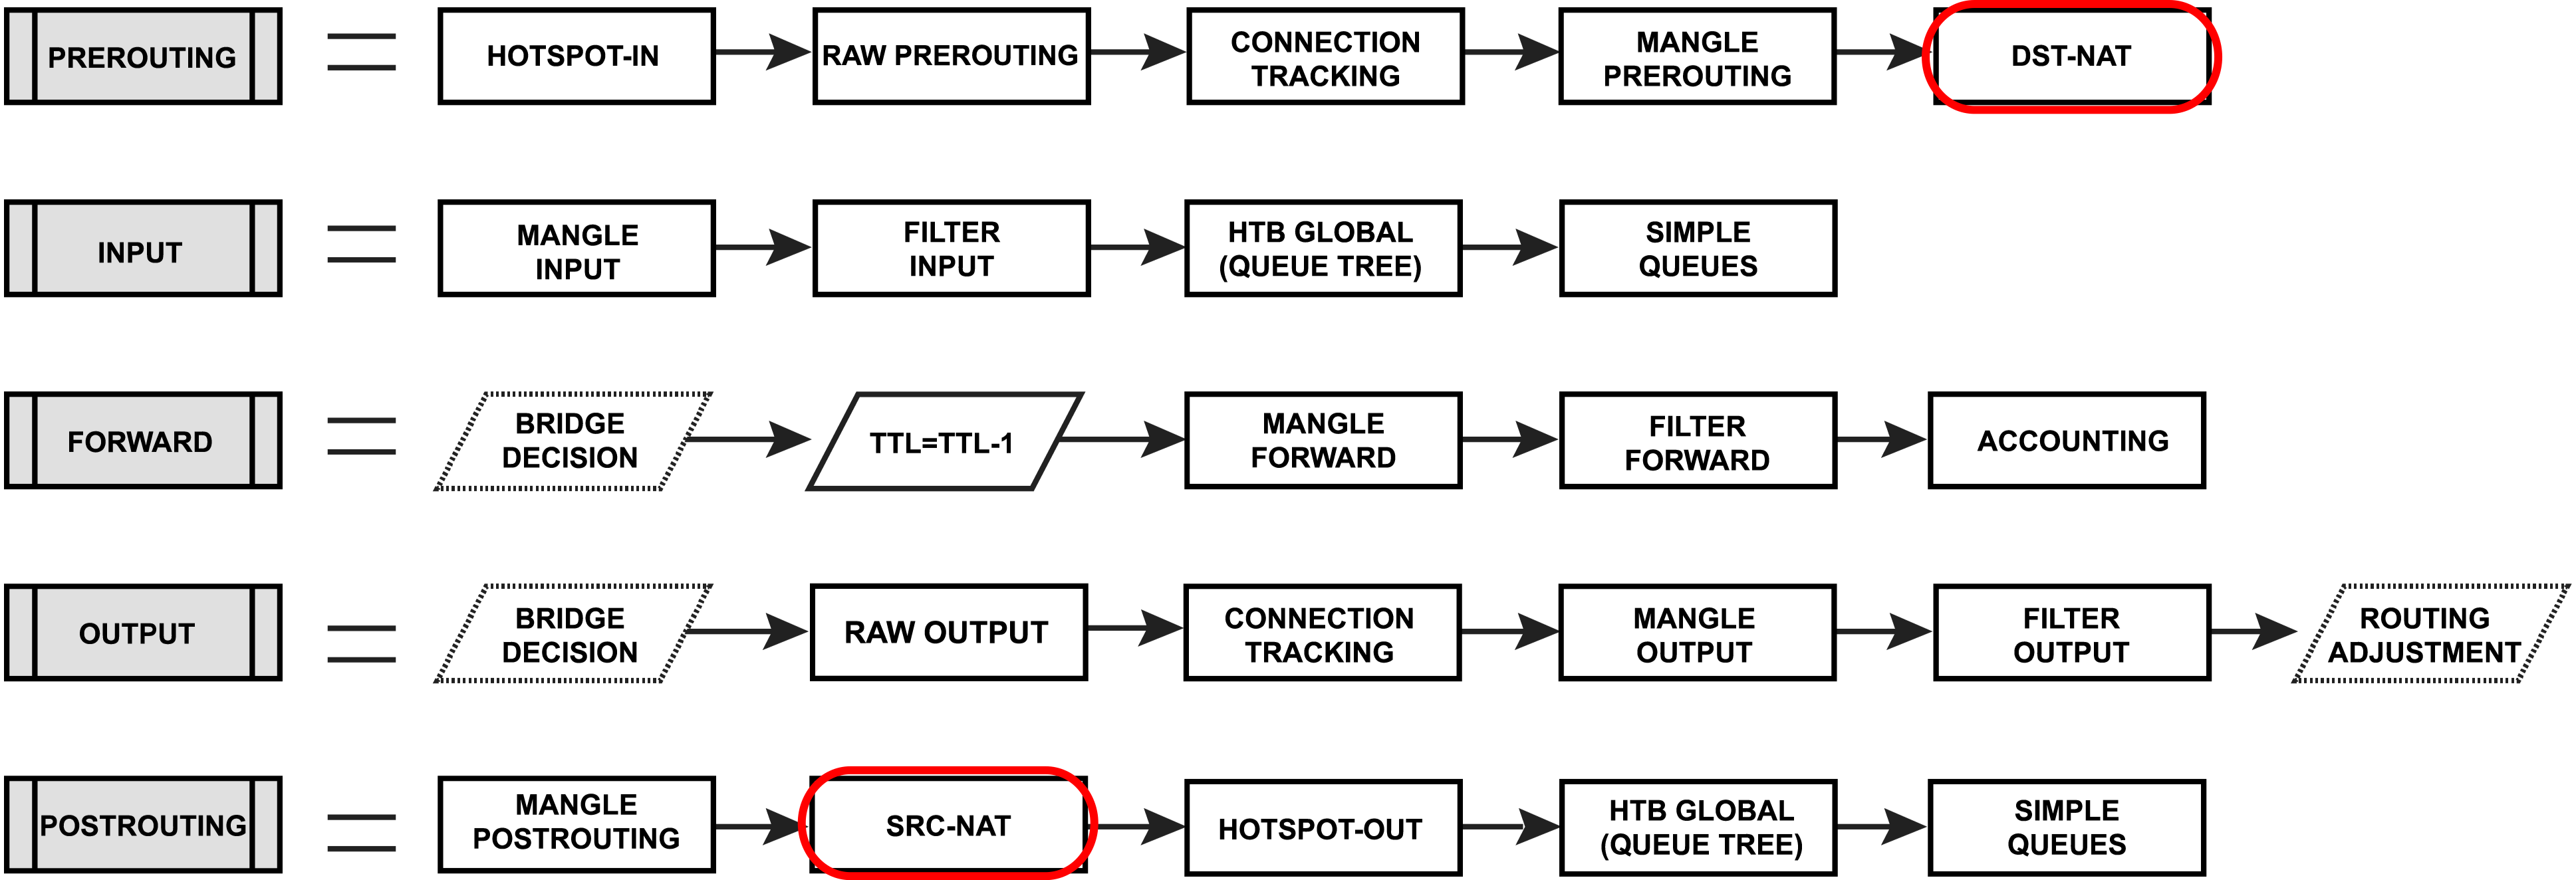 PREROUTING
HOTSPOT-IN
RAW PREROUTING
CONNECTION
TRACKING
MANGLE
PREROUTING
DST-NAT
INPUT
MANGLE
INPUT
FILTER
INPUT
HTB GLOBAL
(QUEUE TREE)
SIMPLE
QUEUES
FORWARD
BRIDGE
DECISION
TTL=TTL-1
MANGLE
FORWARD
FILTER
FORWARD
ACCOUNTING
OUTPUT
BRIDGE
DECISION
RAW OUTPUT
CONNECTION
TRACKING
MANGLE
OUTPUT
FILTER
OUTPUT
ROUTING
ADJUSTMENT
POSTROUTING
MANGLE
POSTROUTING
SRC-NAT
HOTSPOT-OUT
HTB GLOBAL
(QUEUE TREE)
SIMPLE
QUEUES